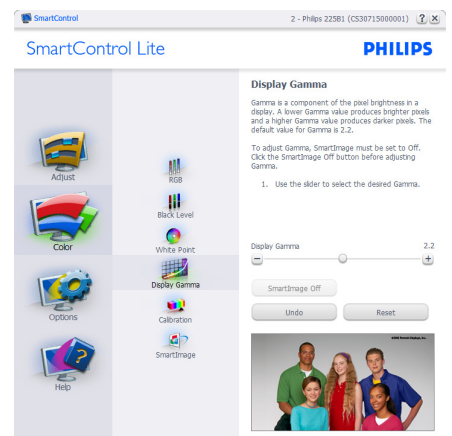 SmartControl
2 - Philips 225B1 (CS30715000001)
?
×
SmartControl Lite
PHILIPS
Adjust
Color
Options
Help
RGB
Black Level
White Point
Display Gamma
Calibration
SmartImage
Display Gamma
Gamma is a component of the pixel brightness in a
display. A lower Gamma value produces brighter pixels
and a higher Gamma value produces darker pixels. The
default value for Gamma is 2.2.
To adjust Gamma, SmartImage must be set to Off.
Click the SmartImage Off button before adjusting
Gamma.
1. Use the slider to select the desired Gamma.
Display Gamma 2.2
SmartImage Off
Undo Reset